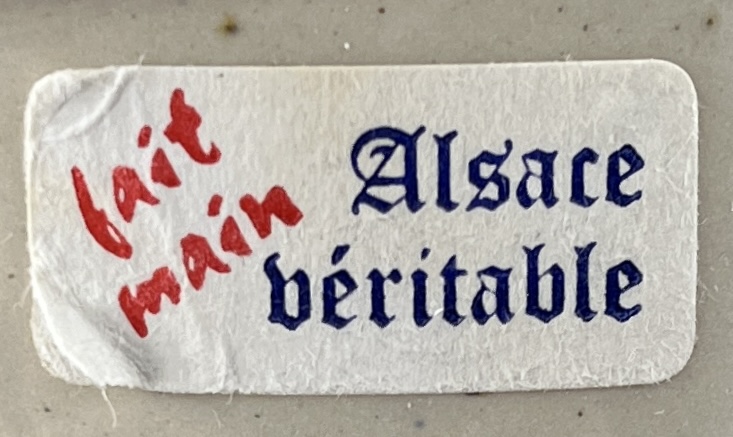 fait
main
Alsace
véritable